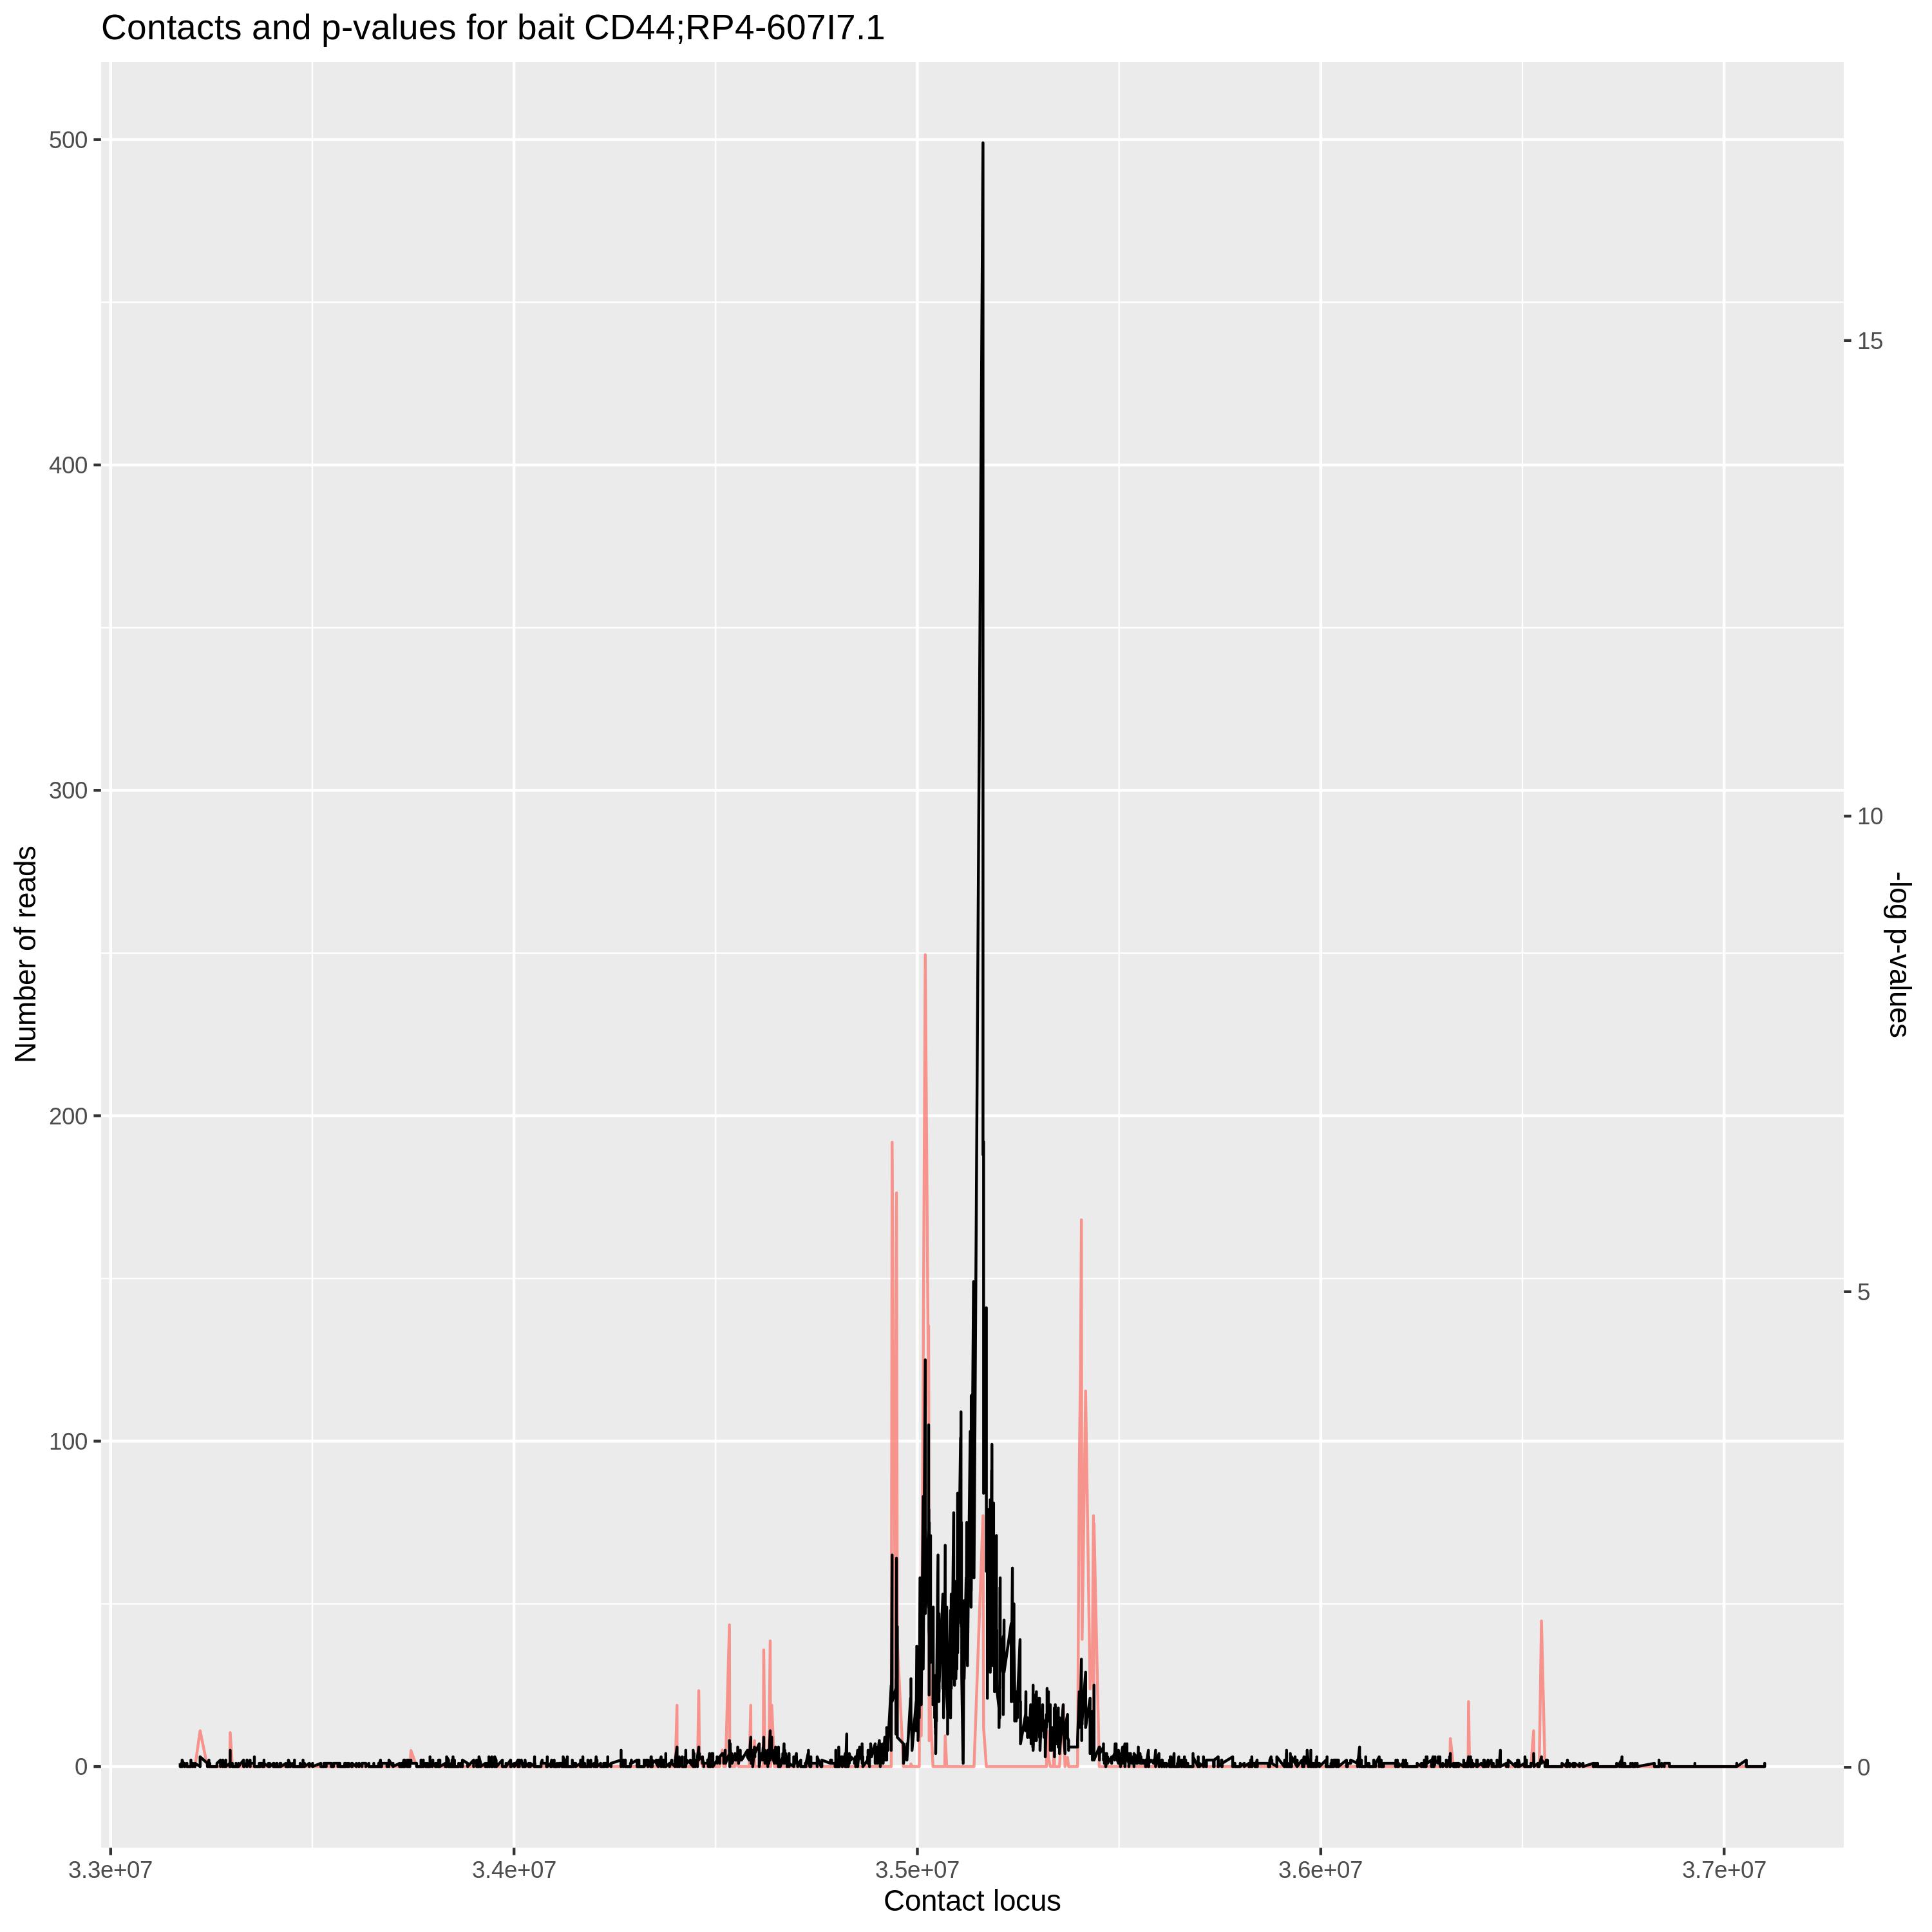 Contacts and p-values for bait CD44;RP4-607I7.1
500
400
300
200
100
0
Number of reads
15
10
5
0
-log p-values
3.3e+07
3.4e+07
3.5e+07
3.6e+07
3.7e+07
Contact locus